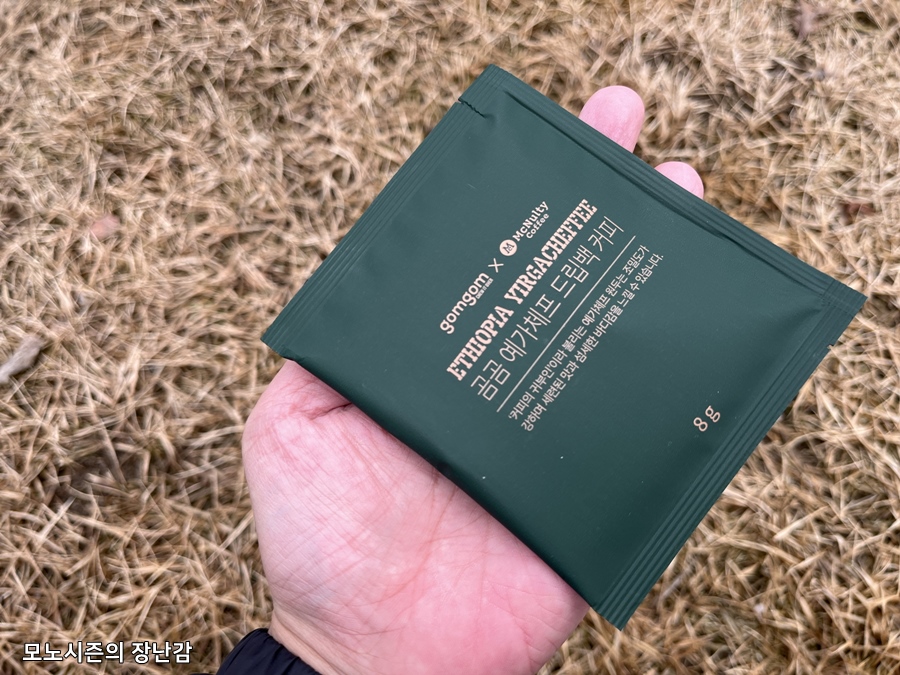 gomgom × McNulty Coffee
ETHIOPIA YIRGACHEFFEE
곰곰 예가체프 드립백 커피
'커피의 귀부인'이라 불리는 예가체프 원두는 조밀도가
강하며 세련된 맛과 섬세한 바디감을 느낄 수 있습니다.
8g
모노시즌의 장난감